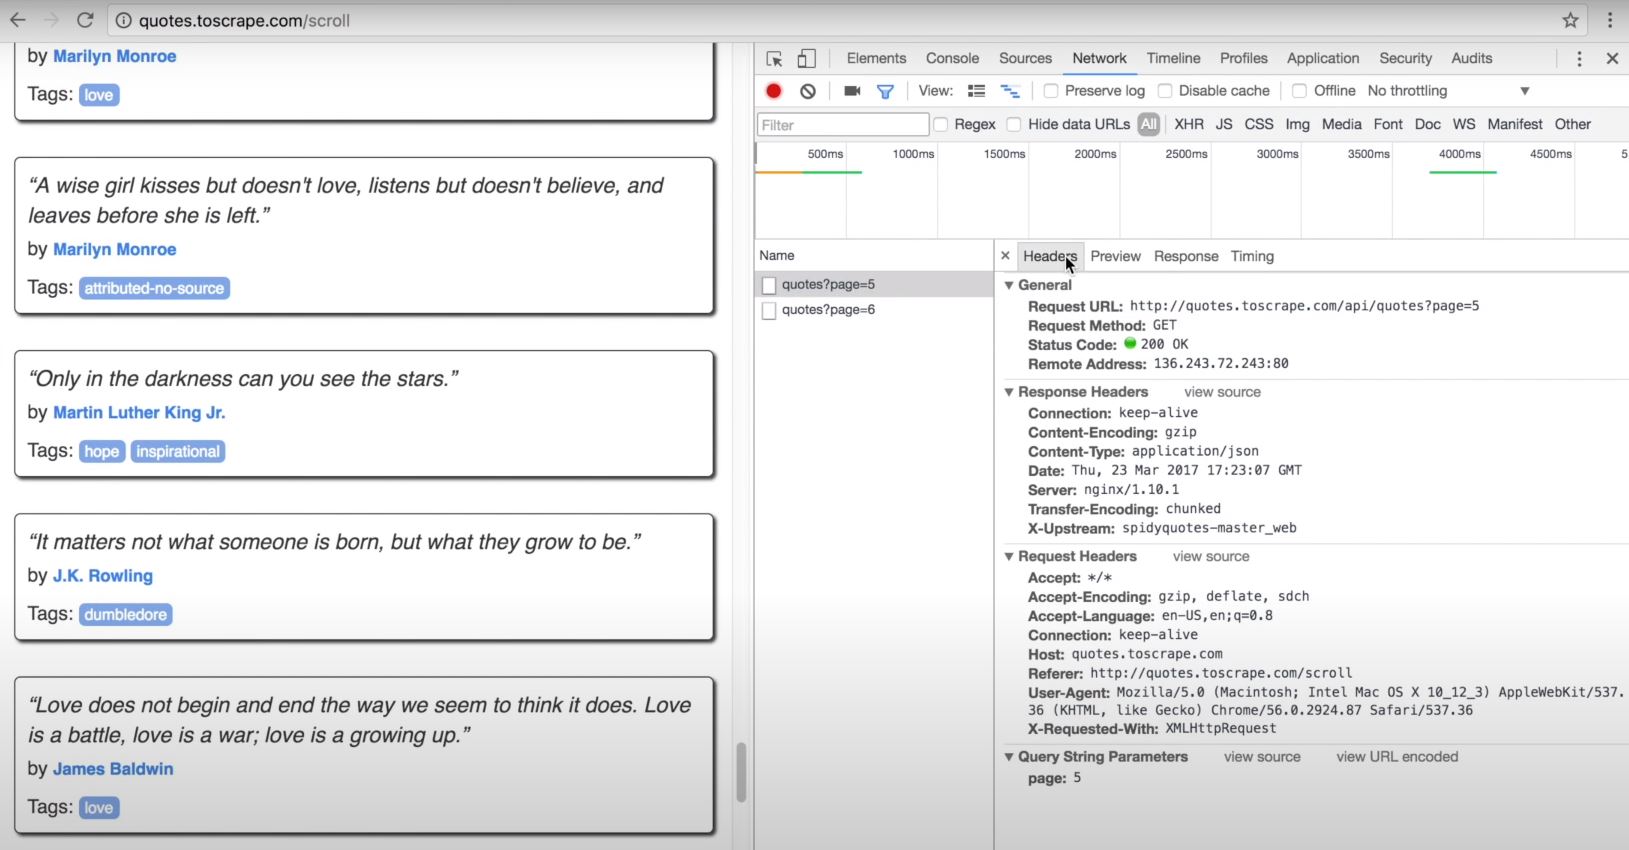 quotes.toscrape.com/scroll
by Marilyn Monroe
Tags: love
“A wise girl kisses but doesn't love, listens but doesn't believe, and
leaves before she is left.”
by Marilyn Monroe
Tags: attributed-no-source
“Only in the darkness can you see the stars.”
by Martin Luther King Jr.
Tags: hope inspirational
“It matters not what someone is born, but what they grow to be.”
by J.K. Rowling
Tags: dumbledore
“Love does not begin and end the way we seem to think it does. Love
is a battle, love is a war; love is a growing up.”
by James Baldwin
Tags: love
Elements Console Sources Network Timeline Profiles Application Security Audits
View: Preserve log Disable cache Offline No throttling
Filter Regex Hide data URLs All XHR JS CSS Img Media Font Doc WS Manifest Other
500ms 1000ms 1500ms 2000ms 2500ms 3000ms 3500ms 4000ms 4500ms 5
Name
quotes?page=5
quotes?page=6
Headers Preview Response Timing
General
Request URL: http://quotes.toscrape.com/api/quotes?page=5
Request Method: GET
Status Code: 200 OK
Remote Address: 136.243.72.243:80
Response Headers view source
Connection: keep-alive
Content-Encoding: gzip
Content-Type: application/json
Date: Thu, 23 Mar 2017 17:23:07 GMT
Server: nginx/1.10.1
Transfer-Encoding: chunked
X-Upstream: spidyquotes-master_web
Request Headers view source
Accept: */*
Accept-Encoding: gzip, deflate, sdch
Accept-Language: en-US,en;q=0.8
Connection: keep-alive
Host: quotes.toscrape.com
Referer: http://quotes.toscrape.com/scroll
User-Agent: Mozilla/5.0 (Macintosh; Intel Mac OS X 10_12_3) AppleWebKit/537.
36 (KHTML, like Gecko) Chrome/56.0.2924.87 Safari/537.36
X-Requested-With: XMLHttpRequest
Query String Parameters view source view URL encoded
page: 5